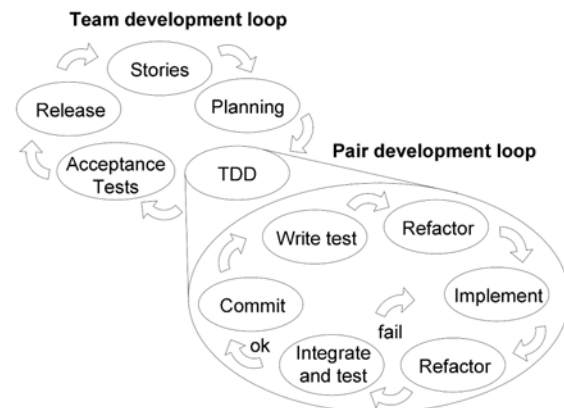 Team development loop
Stories
Release
Planning
Acceptance
Tests
TDD
Pair development loop
Write test
Refactor
Commit
Implement
ok
fail
Integrate
and test
Refactor